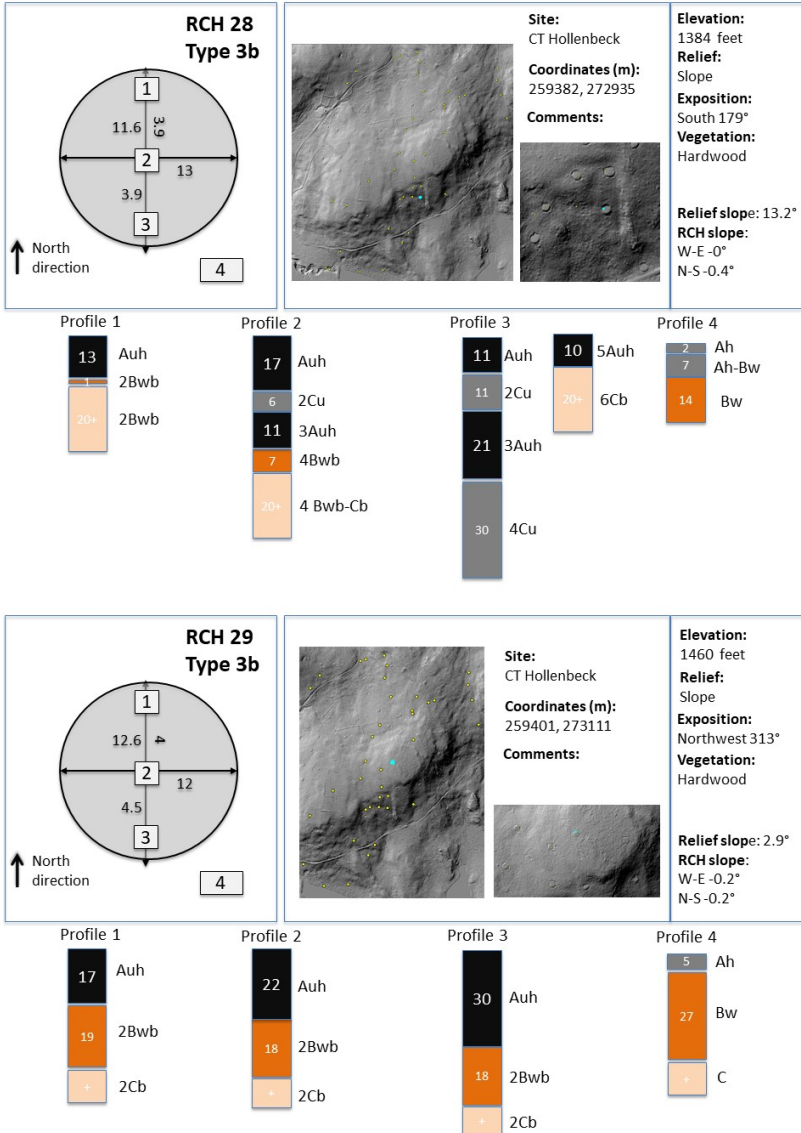 RCH 28
Type 3b
1
11.6
3.9
2
13
3.9
3
North
direction
4
Site:
CT Hollenbeck
Coordinates (m):
259382, 272935
Comments:
Elevation:
1384 feet
Relief:
Slope
Exposition:
South 179°
Vegetation:
Hardwood
Relief slope: 13.2°
RCH slope:
W-E -0°
N-S -0.4°
Profile 1
13 Auh
1 2Bwb
20+ 2Bwb
Profile 2
17 Auh
6 2Cu
11 3Auh
7 4Bwb
20+ 4 Bwb-Cb
Profile 3
11 Auh
11 2Cu
21 3Auh
30 4Cu
10 5Auh
20+ 6Cb
Profile 4
2 Ah
7 Ah-Bw
14 Bw
RCH 29
Type 3b
1
12.6
4
2
12
4.5
3
North
direction
4
Site:
CT Hollenbeck
Coordinates (m):
259401, 273111
Comments:
Elevation:
1460 feet
Relief:
Slope
Exposition:
Northwest 313°
Vegetation:
Hardwood
Relief slope: 2.9°
RCH slope:
W-E -0.2°
N-S -0.2°
Profile 1
17 Auh
19 2Bwb
+ 2Cb
Profile 2
22 Auh
18 2Bwb
+ 2Cb
Profile 3
30 Auh
18 2Bwb
+ 2Cb
Profile 4
5 Ah
27 Bw
+ C